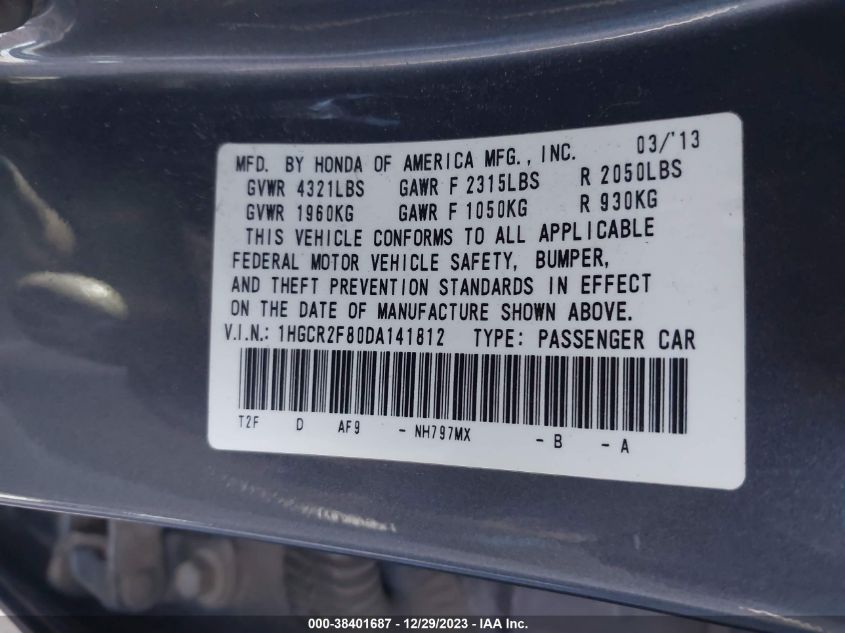 MFD. BY HONDA OF AMERICA MFG., INC. 03/'13
GVWR 4321LBS GAWR F 2315LBS R 2050LBS
GVWR 1960KG GAWR F 1050KG R 930KG
THIS VEHICLE CONFORMS TO ALL APPLICABLE
FEDERAL MOTOR VEHICLE SAFETY, BUMPER,
AND THEFT PREVENTION STANDARDS IN EFFECT
ON THE DATE OF MANUFACTURE SHOWN ABOVE.
V.I.N.: 1HGCR2F80DA141812 TYPE: PASSENGER CAR
T2F D AF9 - NH797MX - B - A
000-38401687 - 12/29/2023 - IAA Inc.